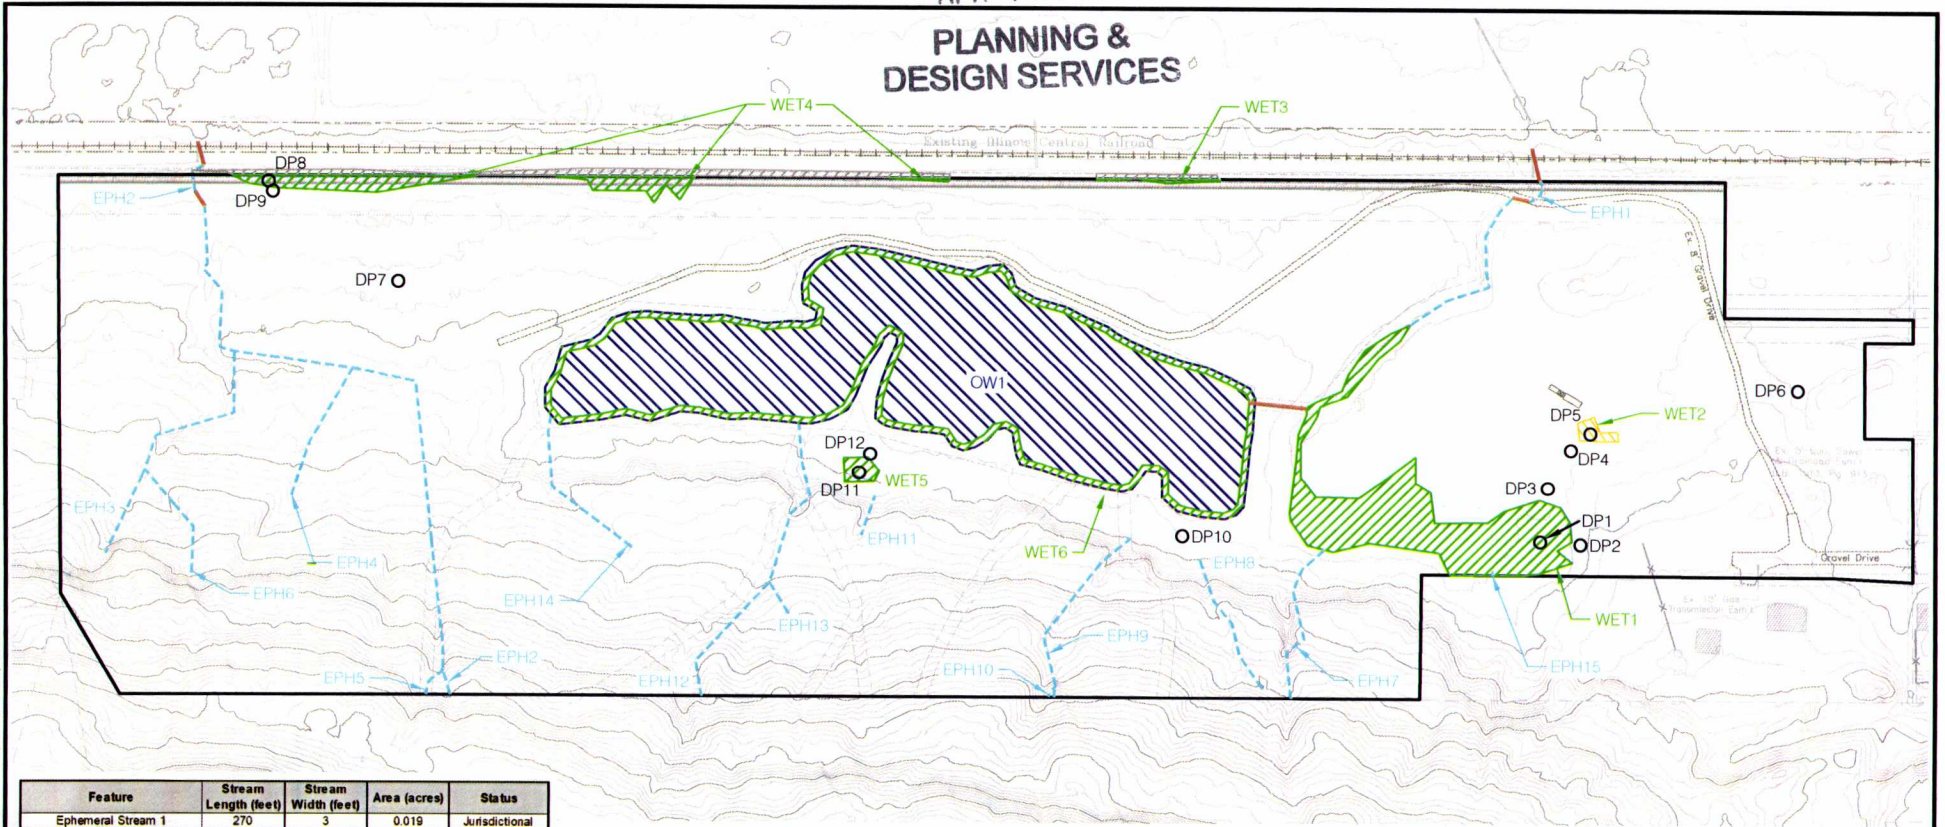 PLANNING &
DESIGN SERVICES
WET4
WET3
Existing Illinois Central Railroad
DP8
EPH2
DP9
EPH1
DP7
Ex. 8' Gravel Drive
OW1
DP6
DP5
WET2
DP4
DP12
DP11
WET5
DP3
DP1
EPH3
EPH11
DP10
DP2
WET6
EPH8
Gravel Drive
EPH4
EPH6
EPH14
EPH13
EPH9
WET1
EPH5
EPH2
EPH12
EPH10
EPH7
EPH15
Feature Stream Length (feet) Stream Width (feet) Area (acres) Status
Ephemeral Stream 1 270 3 0.019 Jurisdictional